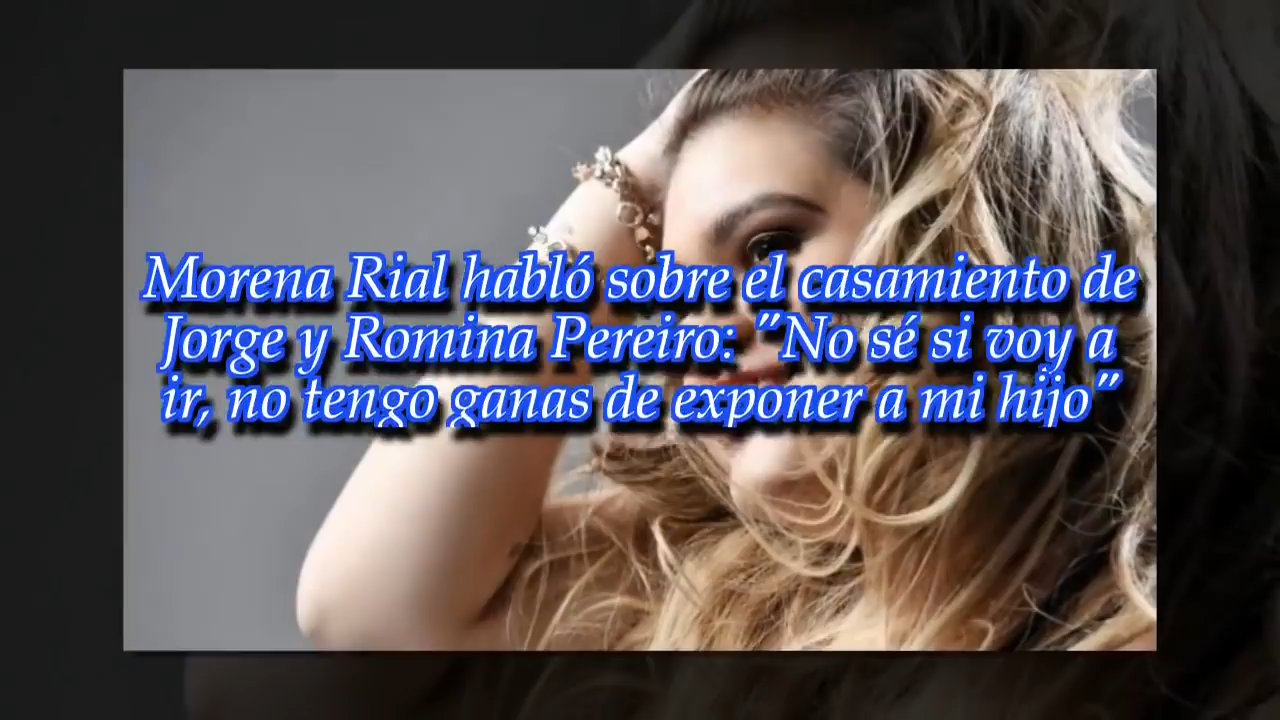 Morena Rial habló sobre el casamiento de
Jorge y Romina Pereiro: "No sé si voy a
ir, no tengo ganas de exponer a mi hijo"